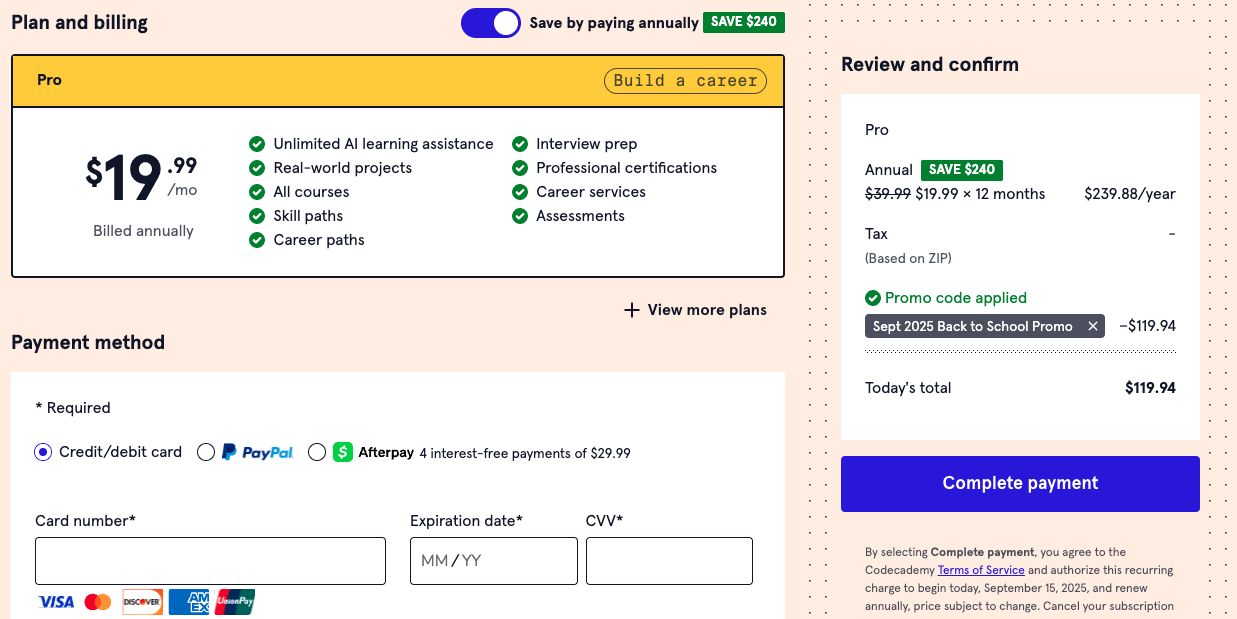 Plan and billing
Save by paying annually SAVE $240
Pro
Build a career
$19.99
/mo
Billed annually
Unlimited AI learning assistance
Real-world projects
All courses
Skill paths
Career paths
Interview prep
Professional certifications
Career services
Assessments
+ View more plans
Payment method
* Required
Credit/debit card
PayPal
$ Afterpay 4 interest-free payments of $29.99
Card number*
Expiration date*
CVV*
MM / YY
VISA
DISCOVER
AM EX
UnionPay
Review and confirm
Pro
Annual SAVE $240
$39.99 $19.99 × 12 months $239.88/year
Tax –
(Based on ZIP)
Promo code applied
Sept 2025 Back to School Promo × –$119.94
Today's total $119.94
Complete payment
By selecting Complete payment, you agree to the
Codecademy Terms of Service and authorize this recurring
charge to begin today, September 15, 2025, and renew
annually, price subject to change. Cancel your subscription